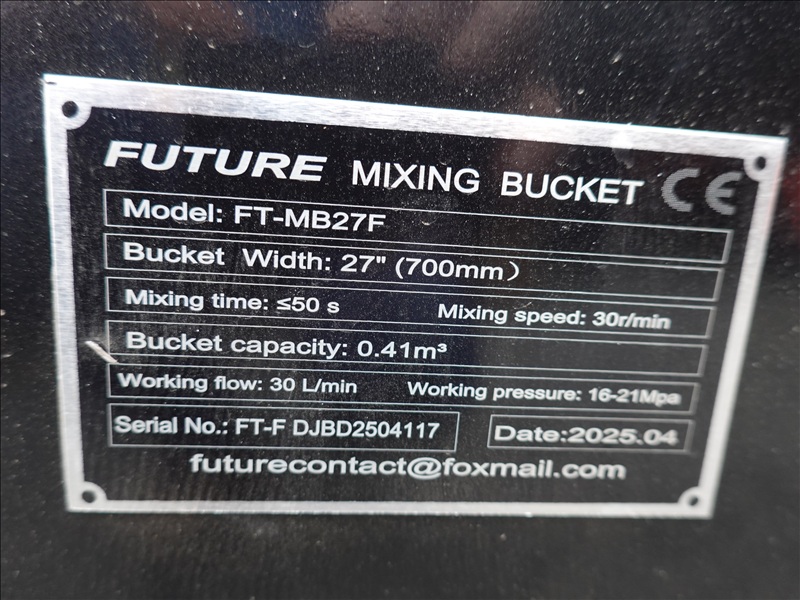 FUTURE MIXING BUCKET CE
Model: FT-MB27F
Bucket Width: 27" (700mm)
Mixing time: ≤50 s Mixing speed: 30r/min
Bucket capacity: 0.41m³
Working flow: 30 L/min Working pressure: 16-21Mpa
Serial No.: FT-F DJBD2504117 Date:2025.04
futurecontact@foxmail.com